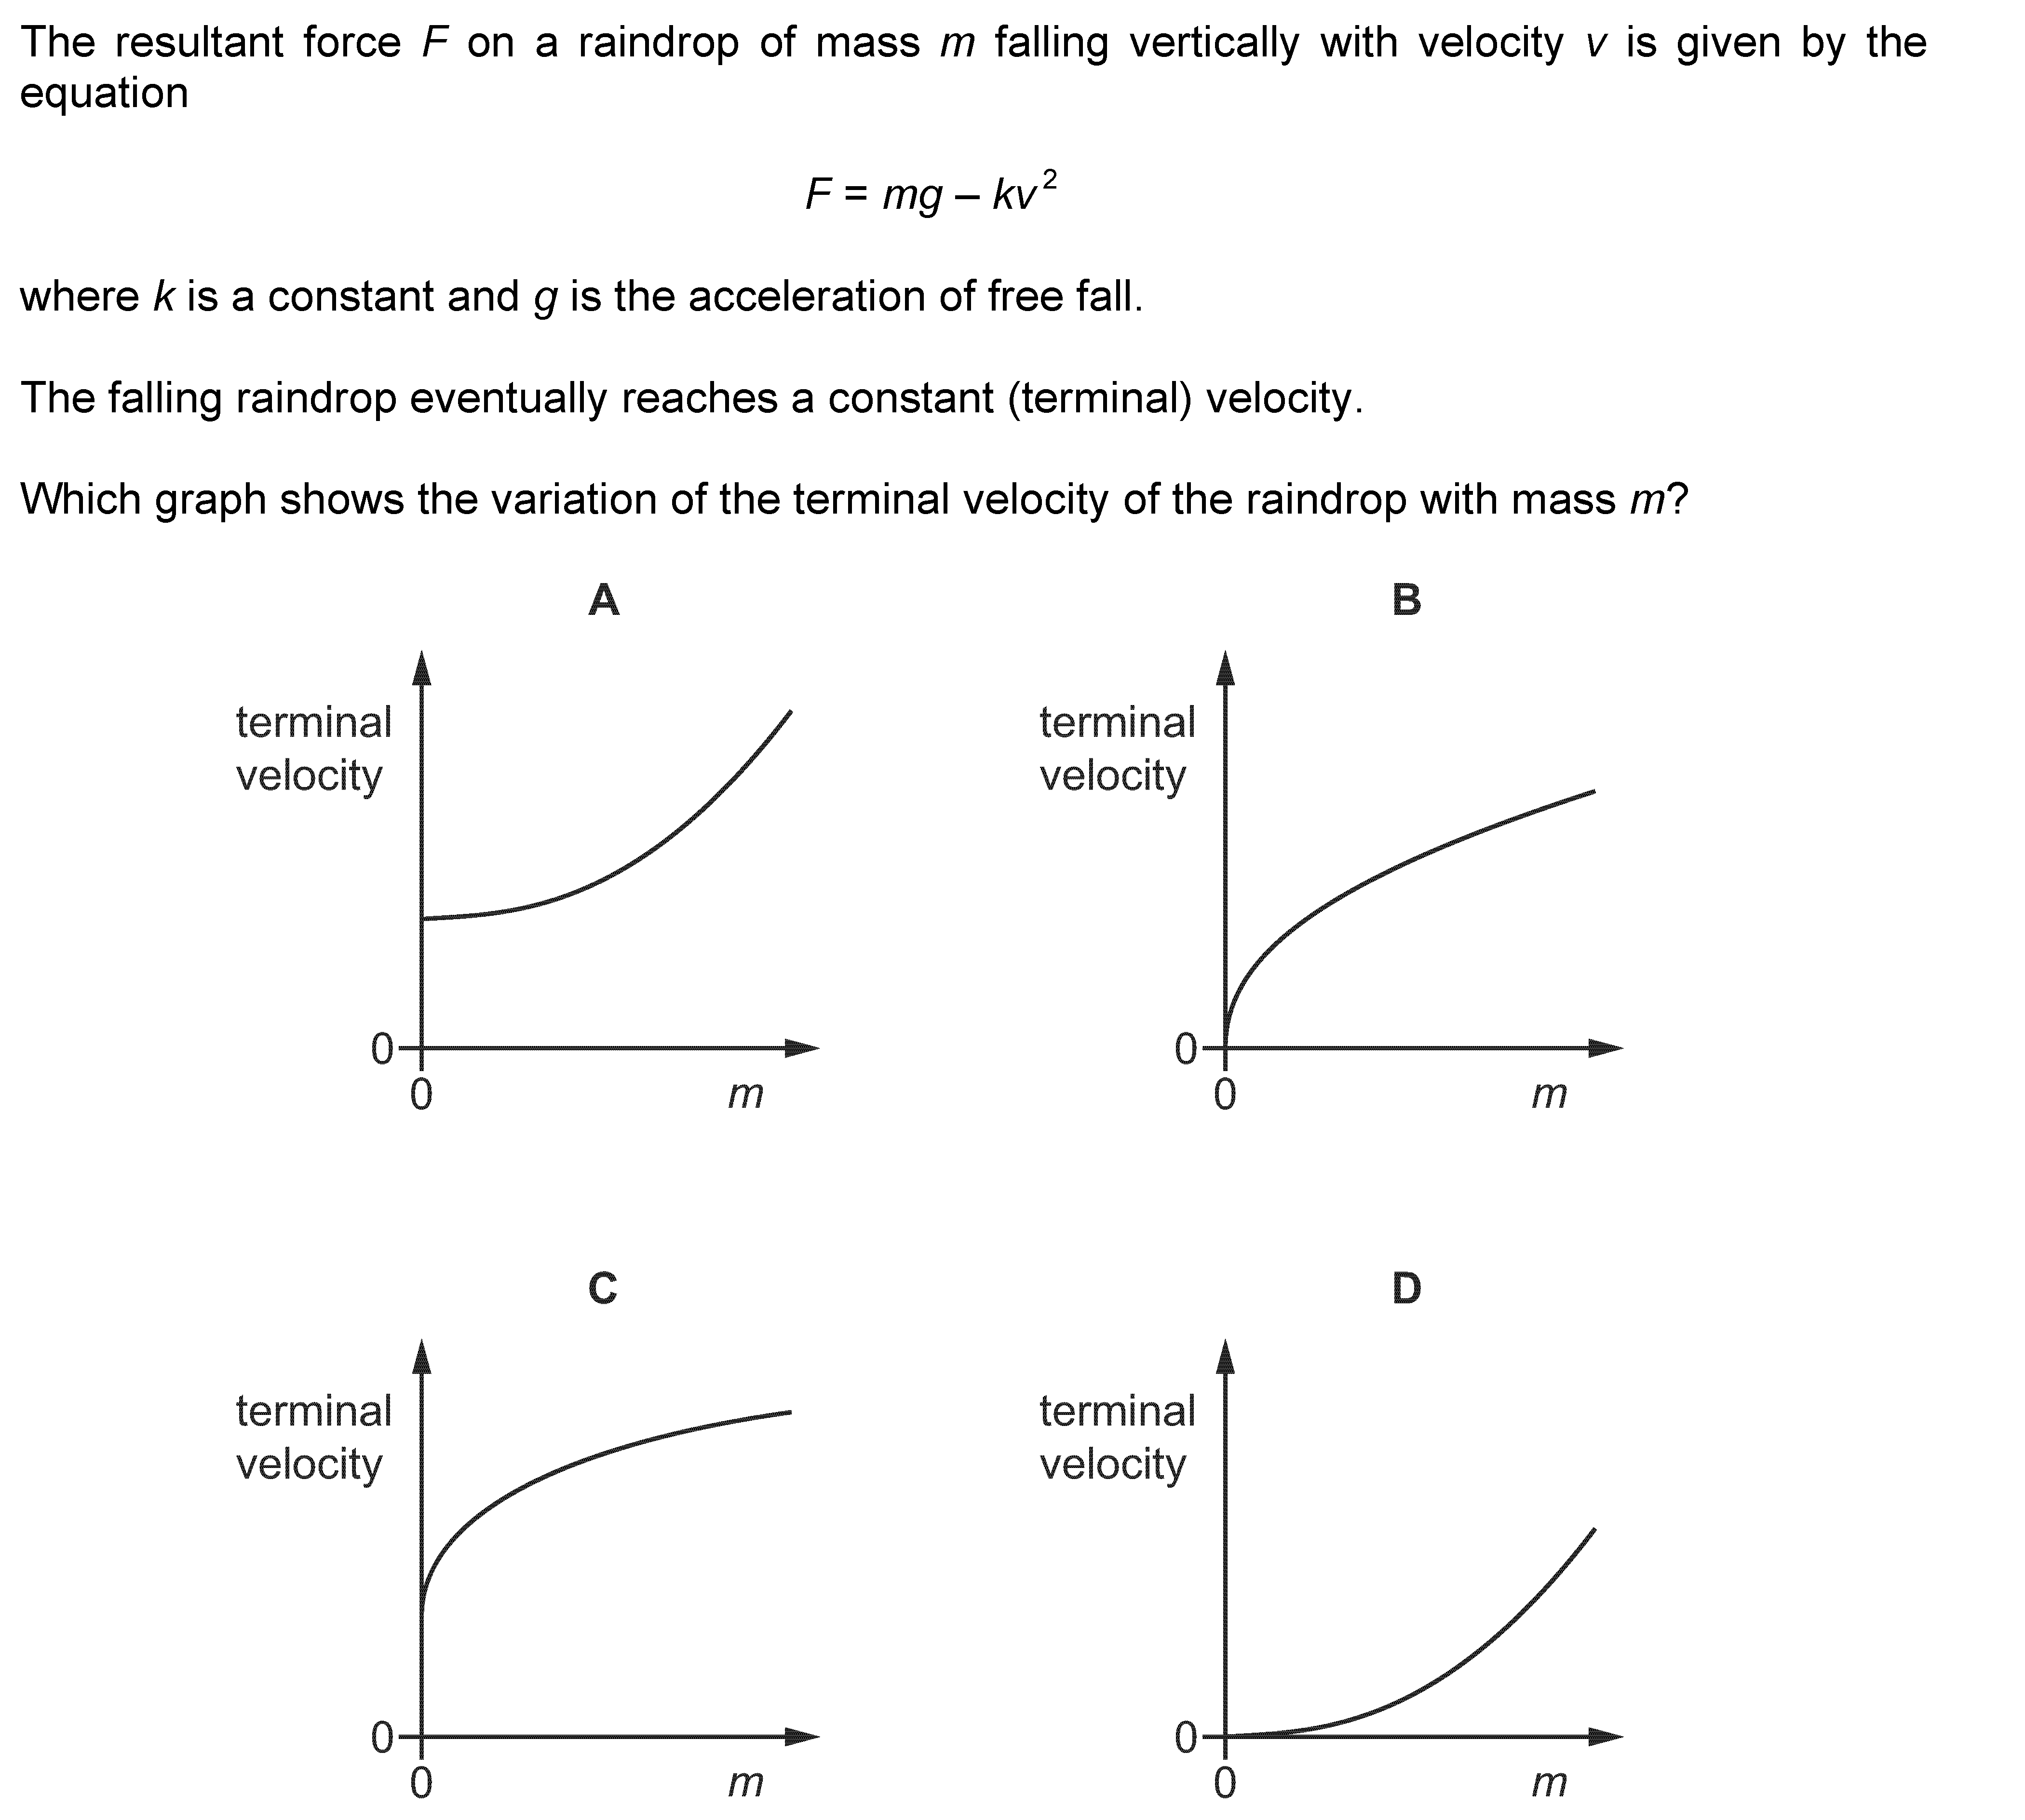 The resultant force F on a raindrop of mass m falling vertically with velocity v is given by the
equation
F = mg – kv²
where k is a constant and g is the acceleration of free fall.
The falling raindrop eventually reaches a constant (terminal) velocity.
Which graph shows the variation of the terminal velocity of the raindrop with mass m?
A
terminal
velocity
0
0
m
B
terminal
velocity
0
0
m
C
terminal
velocity
0
0
m
D
terminal
velocity
0
0
m